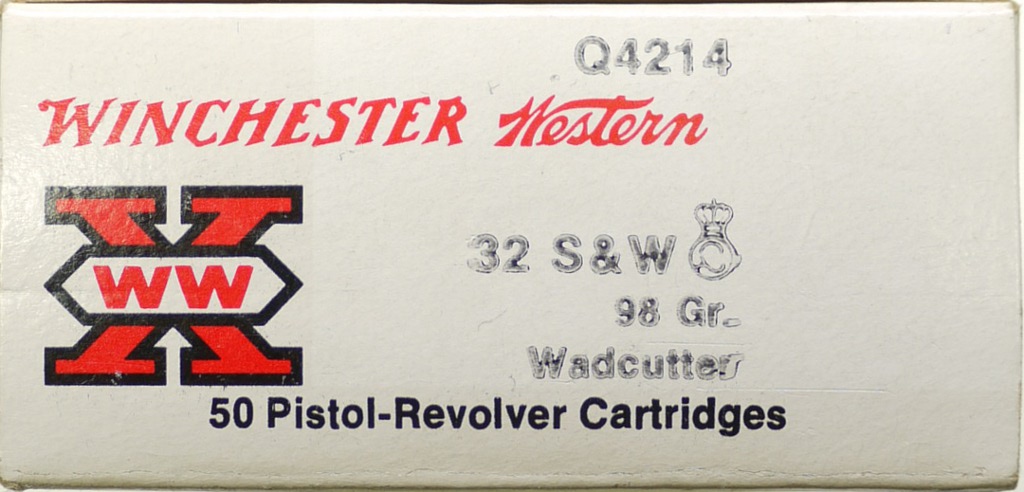 Q4214
WINCHESTER Western
WW
32 S&W
98 Gr.
Wadcutter
50 Pistol-Revolver Cartridges